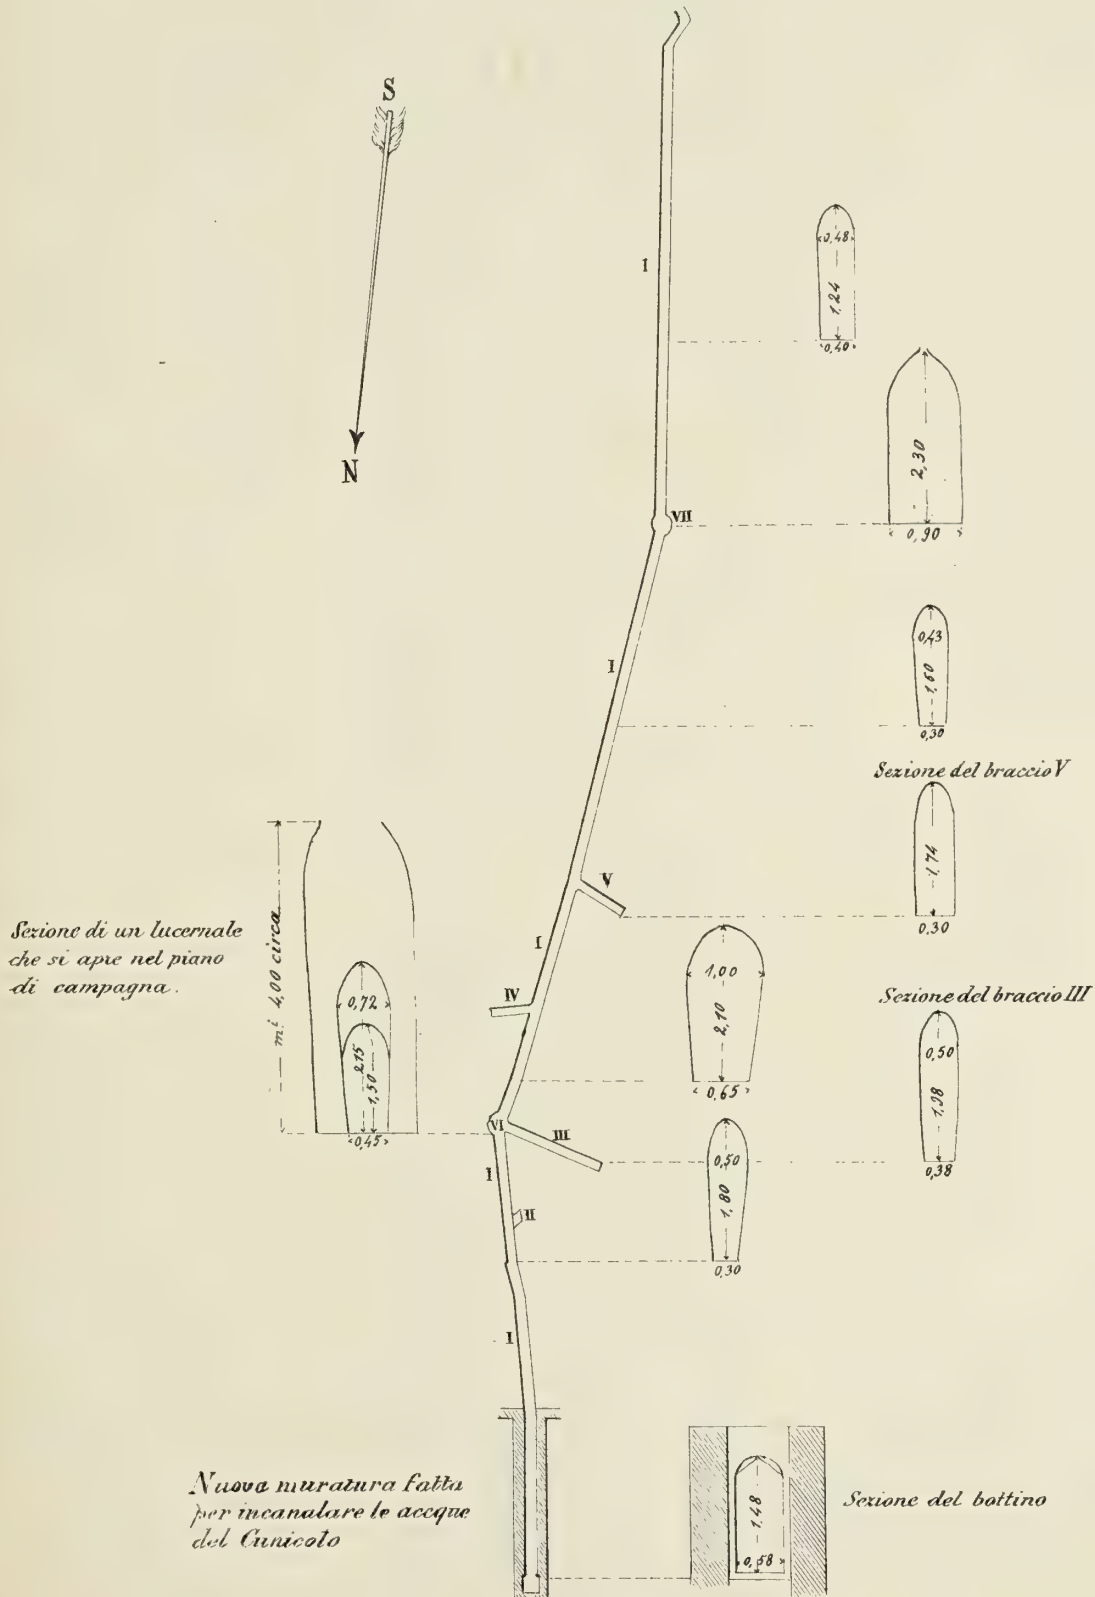 S
N
I
0,48
1,24
0,40
2,30
0,90
VII
I
0,43
1,60
0,30
Sezione del braccio V
1,74
0,30
V
I
IV
Sezione di un lucernale
che si apre nel piano
di campagna.
m.i 4,00 circa
0,72
2,15
1,50
0,45
1,00
2,10
0,65
Sezione del braccio III
0,50
1,98
0,38
VI
III
I
II
0,50
1,80
0,30
I
Nuova muratura fatta
per incanalare le accque
del Cunicolo
1,48
0,58
Sezione del bottino